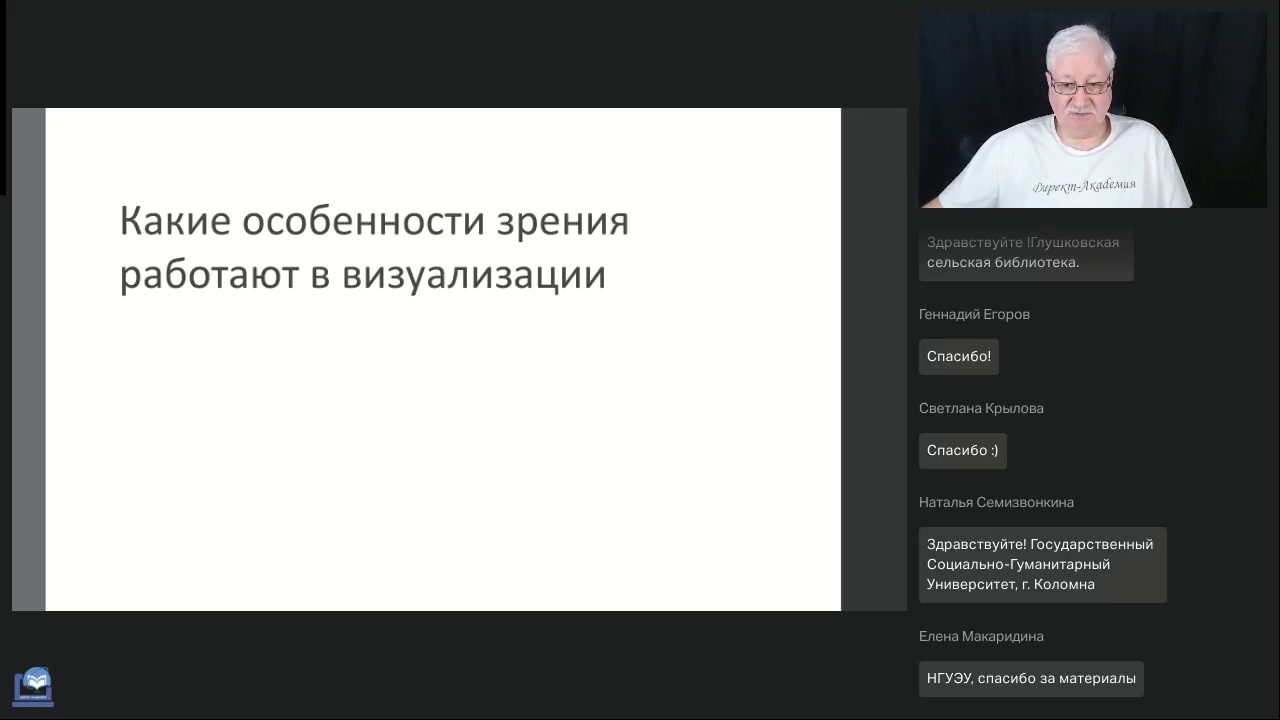 Какие особенности зрения
работают в визуализации
Директ-Академия
Здравствуйте !Глушковская
сельская библиотека.
Геннадий Егоров
Спасибо!
Светлана Крылова
Спасибо :)
Наталья Семизвонкина
Здравствуйте! Государственный
Социально-Гуманитарный
Университет, г. Коломна
Елена Макаридина
НГУЭУ, спасибо за материалы